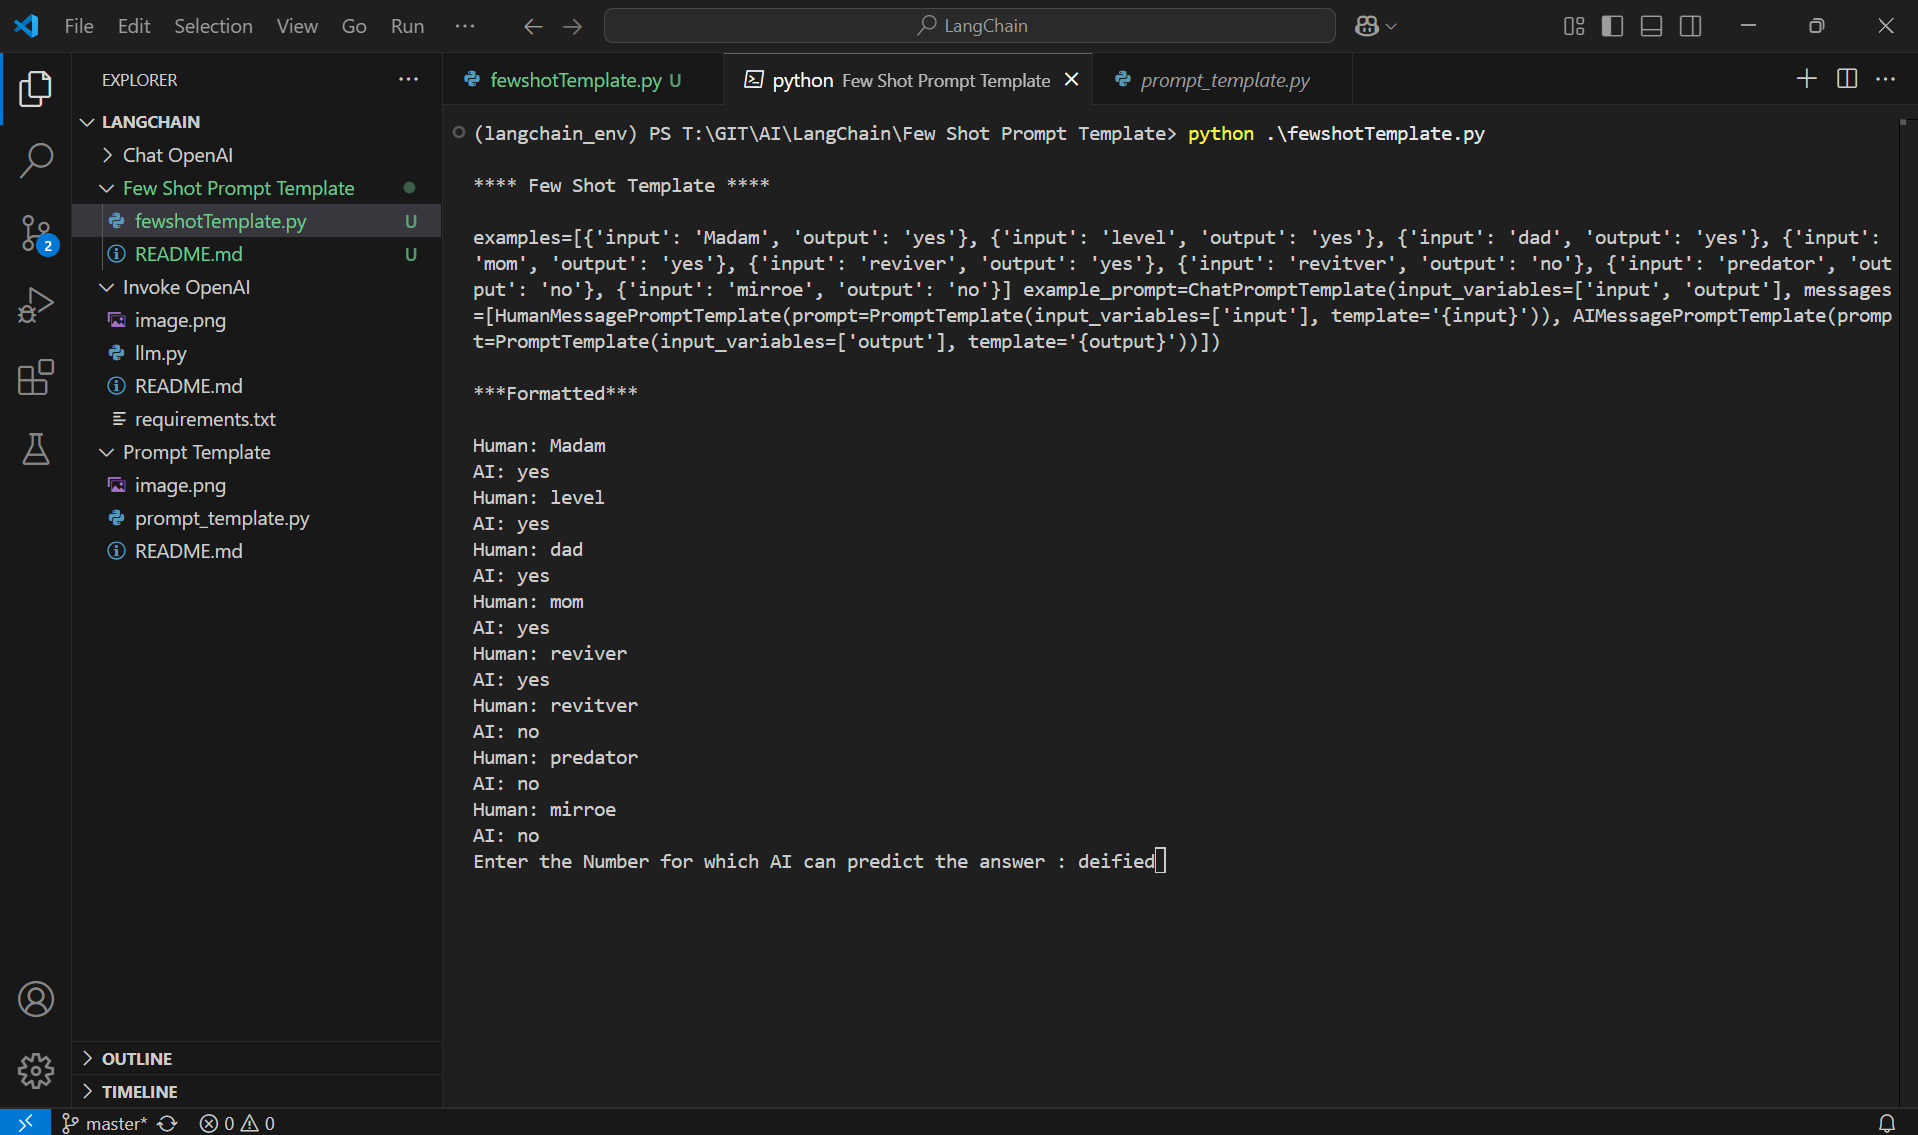 File Edit Selection View Go Run ··· LangChain
EXPLORER ···
fewshotTemplate.py U
python Few Shot Prompt Template
prompt_template.py
LANGCHAIN
Chat OpenAI
Few Shot Prompt Template
fewshotTemplate.py U
README.md U
Invoke OpenAI
image.png
llm.py
README.md
requirements.txt
Prompt Template
image.png
prompt_template.py
README.md
2
OUTLINE
TIMELINE
(langchain_env) PS T:\GIT\AI\LangChain\Few Shot Prompt Template> python .\fewshotTemplate.py
**** Few Shot Template ****
examples=[{'input': 'Madam', 'output': 'yes'}, {'input': 'level', 'output': 'yes'}, {'input': 'dad', 'output': 'yes'}, {'input':
'mom', 'output': 'yes'}, {'input': 'reviver', 'output': 'yes'}, {'input': 'revitver', 'output': 'no'}, {'input': 'predator', 'out
put': 'no'}, {'input': 'mirroe', 'output': 'no'}] example_prompt=ChatPromptTemplate(input_variables=['input', 'output'], messages
=[HumanMessagePromptTemplate(prompt=PromptTemplate(input_variables=['input'], template='{input}')), AIMessagePromptTemplate(promp
t=PromptTemplate(input_variables=['output'], template='{output}'))])
***Formatted***
Human: Madam
AI: yes
Human: level
AI: yes
Human: dad
AI: yes
Human: mom
AI: yes
Human: reviver
AI: yes
Human: revitver
AI: no
Human: predator
AI: no
Human: mirroe
AI: no
Enter the Number for which AI can predict the answer : deified
master* 0 0